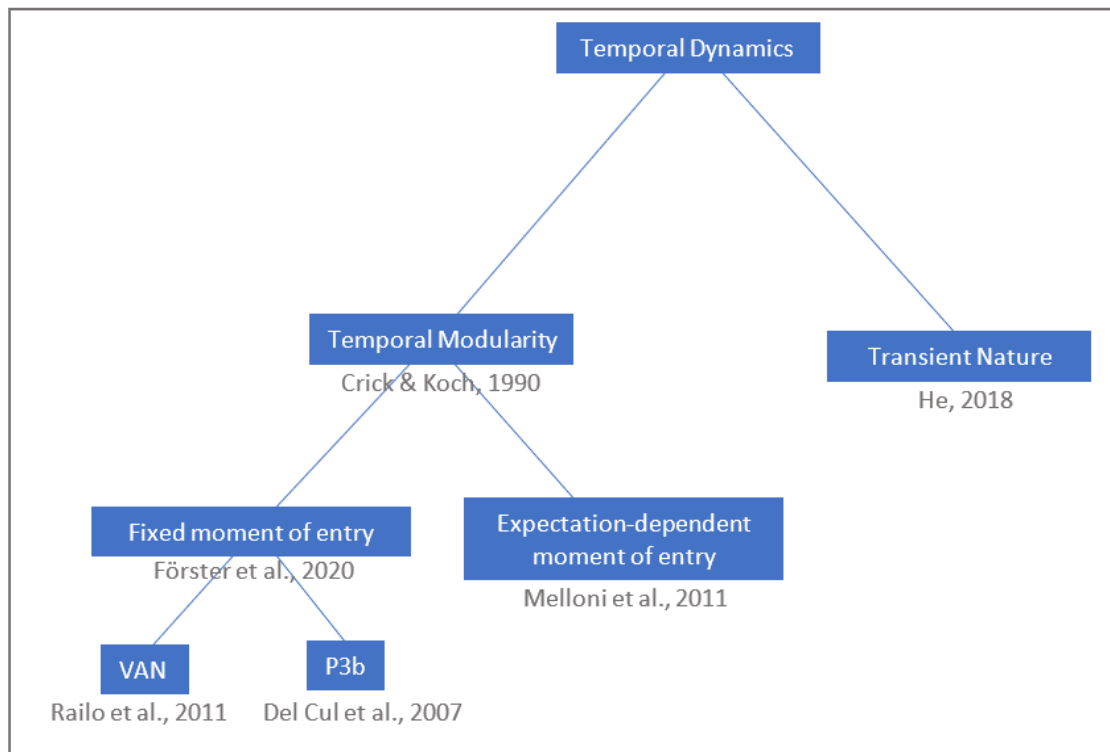 Temporal Dynamics
Temporal Modularity
Crick & Koch, 1990
Transient Nature
He, 2018
Fixed moment of entry
Förster et al., 2020
Expectation-dependent
moment of entry
Melloni et al., 2011
VAN
Railo et al., 2011
P3b
Del Cul et al., 2007